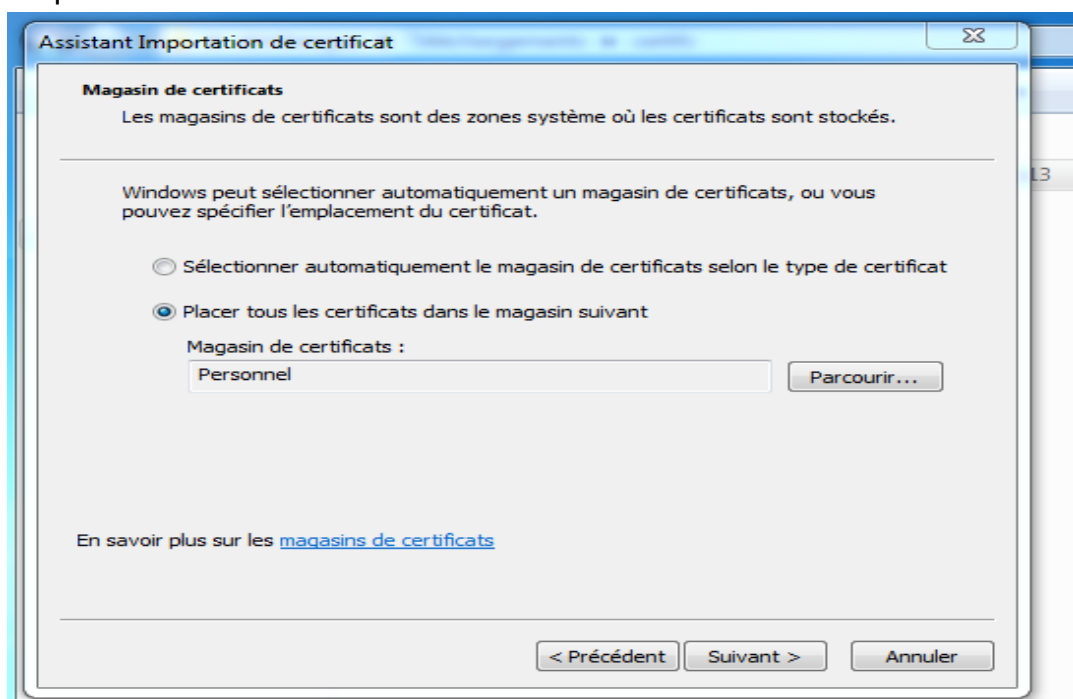 Assistant Importation de certificat
Magasin de certificats
Les magasins de certificats sont des zones système où les certificats sont stockés.
13
Windows peut sélectionner automatiquement un magasin de certificats, ou vous
pouvez spécifier l'emplacement du certificat.
Sélectionner automatiquement le magasin de certificats selon le type de certificat
Placer tous les certificats dans le magasin suivant
Magasin de certificats :
Personnel
Parcourir...
En savoir plus sur les magasins de certificats
< Précédent
Suivant >
Annuler